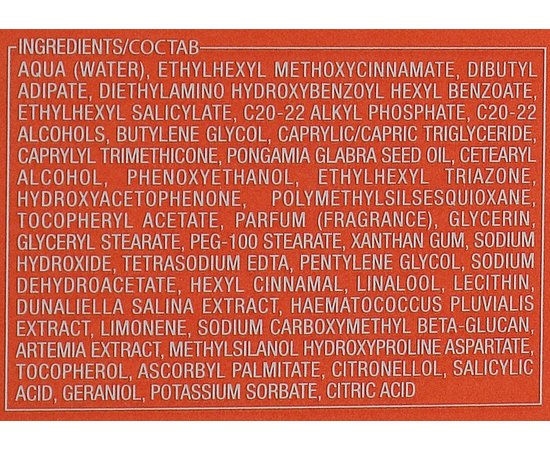 INGREDIENTS/СОСТАВ
AQUA (WATER), ETHYLHEXYL METHOXYCINNAMATE, DIBUTYL
ADIPATE, DIETHYLAMINO HYDROXYBENZOYL HEXYL BENZOATE,
ETHYLHEXYL SALICYLATE, C20-22 ALKYL PHOSPHATE, C20-22
ALCOHOLS, BUTYLENE GLYCOL, CAPRYLIC/CAPRIC TRIGLYCERIDE,
CAPRYLYL TRIMETHICONE, PONGAMIA GLABRA SEED OIL, CETEARYL
ALCOHOL, PHENOXYETHANOL, ETHYLHEXYL TRIAZONE,
HYDROXYACETOPHENONE, POLYMETHYLSILSESQUIOXANE,
TOCOPHERYL ACETATE, PARFUM (FRAGRANCE), GLYCERIN,
GLYCERYL STEARATE, PEG-100 STEARATE, XANTHAN GUM, SODIUM
HYDROXIDE, TETRASODIUM EDTA, PENTYLENE GLYCOL, SODIUM
DEHYDROACETATE, HEXYL CINNAMAL, LINALOOL, LECITHIN,
DUNALIELLA SALINA EXTRACT, HAEMATOCOCCUS PLUVIALIS
EXTRACT, LIMONENE, SODIUM CARBOXYMETHYL BETA-GLUCAN,
ARTEMIA EXTRACT, METHYLSILANOL HYDROXYPROLINE ASPARTATE,
TOCOPHEROL, ASCORBYL PALMITATE, CITRONELLOL, SALICYLIC
ACID, GERANIOL, POTASSIUM SORBATE, CITRIC ACID